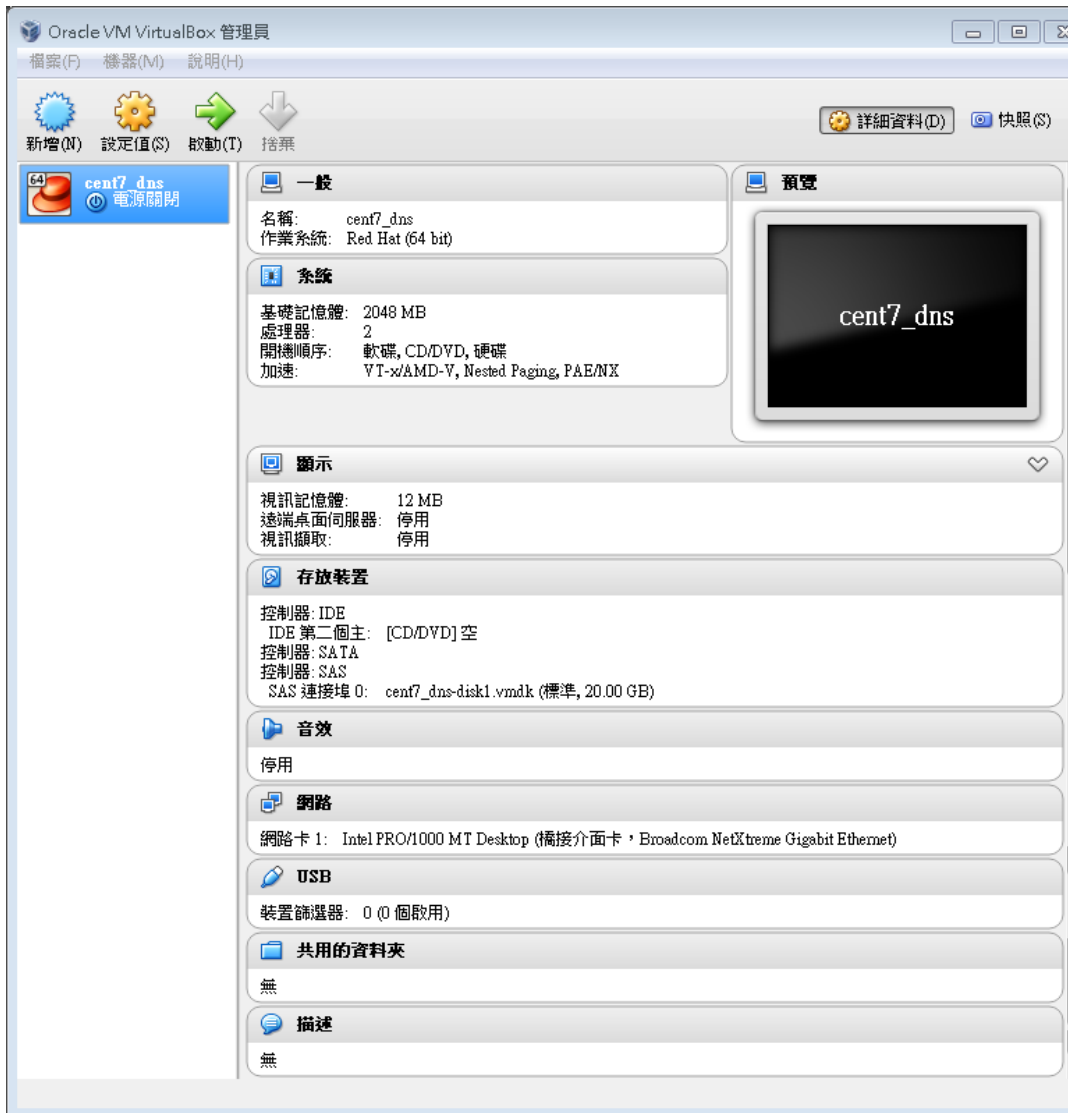 Oracle VM VirtualBox 管理員
檔案(F) 機器(M) 說明(H)
新增(N) 設定值(S) 啟動(T) 捨棄
詳細資料(D) 快照(S)
64
cent7_dns
電源關閉
一般
名稱: cent7_dns
作業系統: Red Hat (64 bit)
系統
基礎記憶體: 2048 MB
處理器: 2
開機順序: 軟碟, CD/DVD, 硬碟
加速: VT-x/AMD-V, Nested Paging, PAE/NX
預覽
cent7_dns
顯示
視訊記憶體: 12 MB
遠端桌面伺服器: 停用
視訊擷取: 停用
存放裝置
控制器: IDE
IDE 第二個主: [CD/DVD] 空
控制器: SATA
控制器: SAS
SAS 連接埠 0: cent7_dns-disk1.vmdk (標準, 20.00 GB)
音效
停用
網路
網路卡 1: Intel PRO/1000 MT Desktop (橋接介面卡，Broadcom NetXtreme Gigabit Ethernet)
USB
裝置篩選器: 0 (0 個啟用)
共用的資料夾
無
描述
無